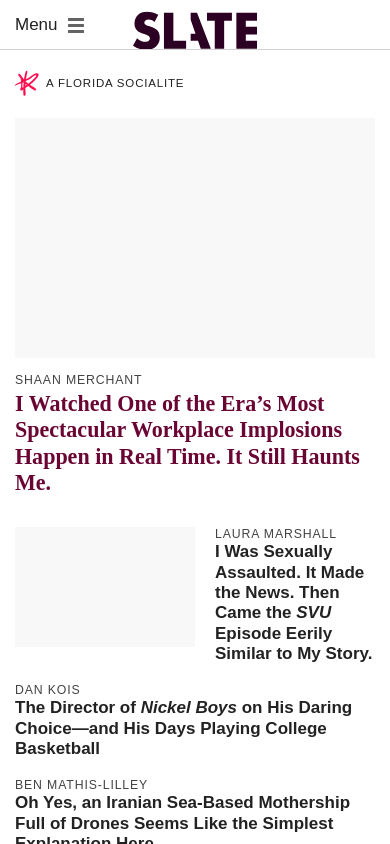 Menu
SLATE
A FLORIDA SOCIALITE
SHAAN MERCHANT
I Watched One of the Era’s Most
Spectacular Workplace Implosions
Happen in Real Time. It Still Haunts
Me.
LAURA MARSHALL
I Was Sexually
Assaulted. It Made
the News. Then
Came the SVU
Episode Eerily
Similar to My Story.
DAN KOIS
The Director of Nickel Boys on His Daring
Choice—and His Days Playing College
Basketball
BEN MATHIS-LILLEY
Oh Yes, an Iranian Sea-Based Mothership
Full of Drones Seems Like the Simplest
Explanation Here